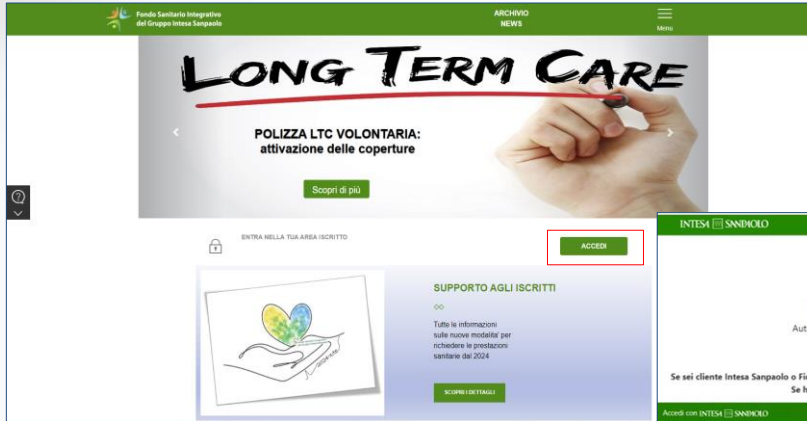 Fondo Sanitario Integrativo
del Gruppo Intesa Sanpaolo
ARCHIVIO
NEWS
Menu
LONG TERM CARE
POLIZZA LTC VOLONTARIA:
attivazione delle coperture
Scopri di più
ENTRA NELLA TUA AREA ISCRITTO
ACCEDI
SUPPORTO AGLI ISCRITTI
Tutte le informazioni
sulle nuove modalita' per
richiedere le prestazioni
sanitarie dal 2024
SCOPRI I DETTAGLI
INTESA SANPAOLO
Aut
Se sei cliente Intesa Sanpaolo o Fi
Se h
Accedi con INTESA SANPAOLO